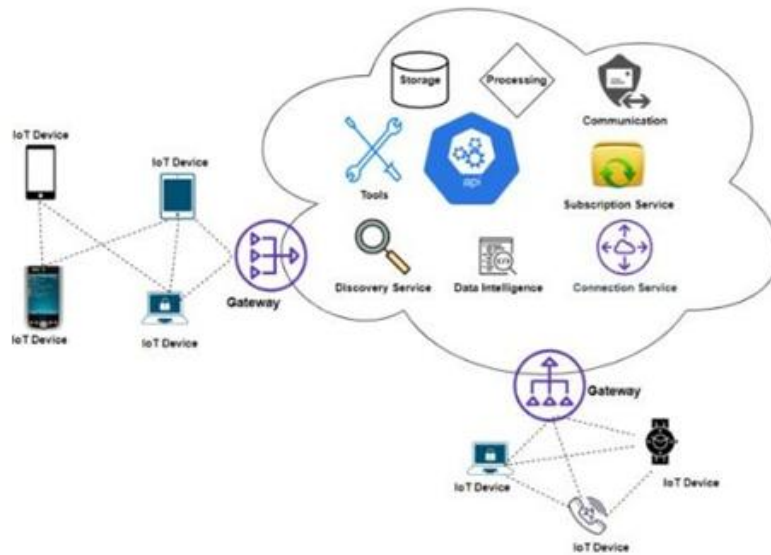 Storage
Processing
Communication
IoT Device
IoT Device
Tools
api
Subscription Service
Discovery Service
Data Intelligence
Connection Service
Gateway
IoT Device
IoT Device
Gateway
IoT Device
IoT Device
IoT Device